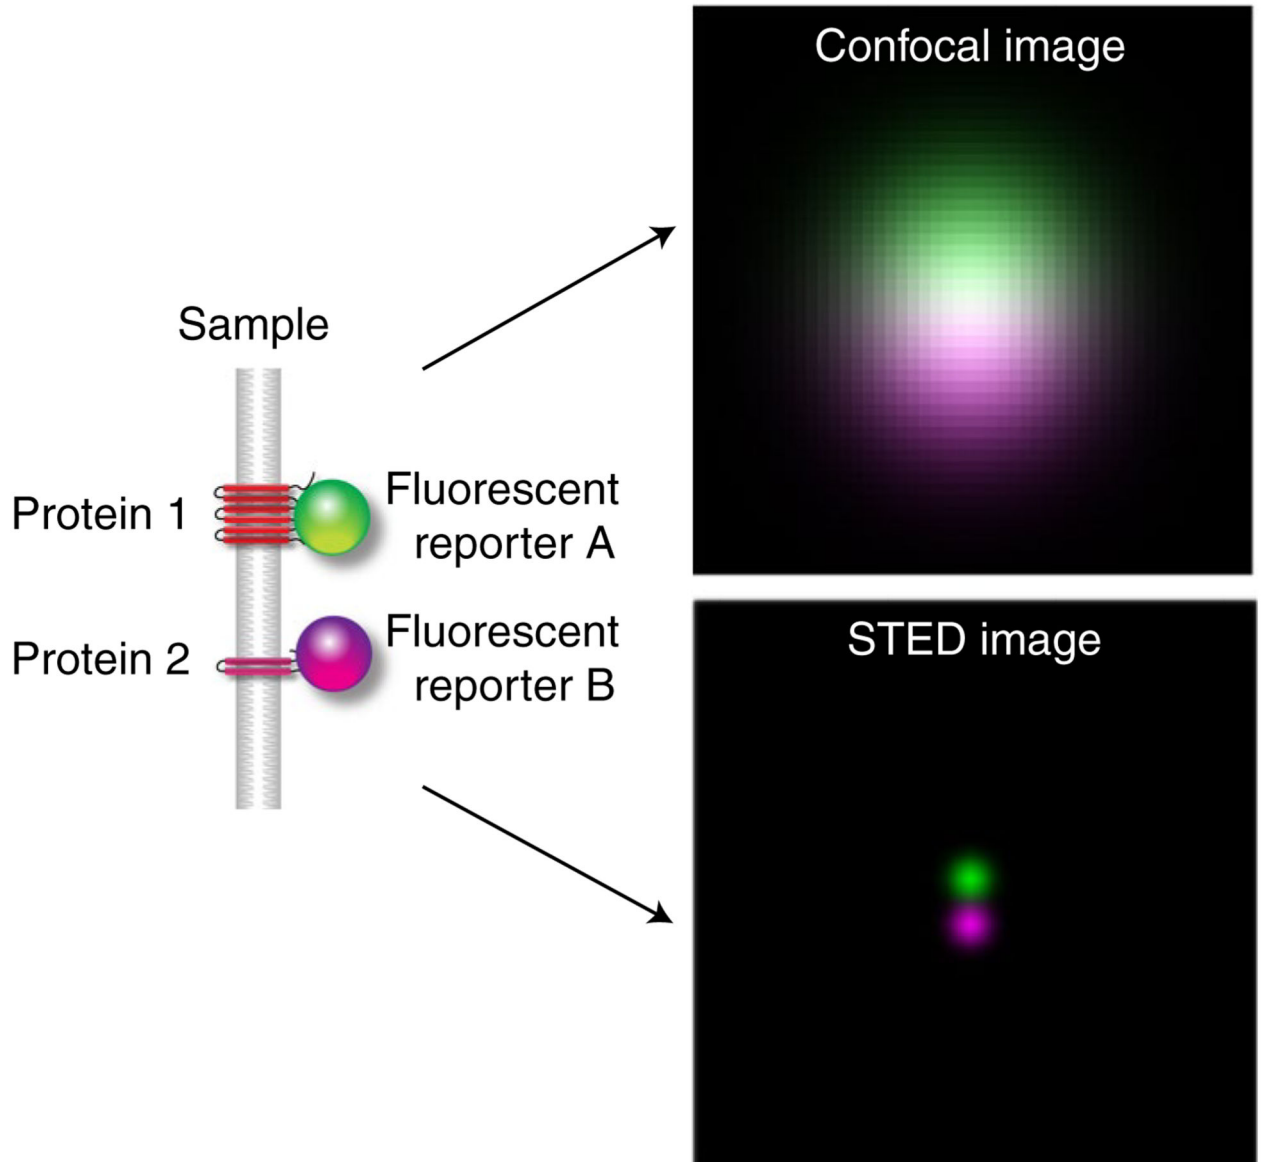 Confocal image
Sample
Protein 1
Fluorescent
reporter A
Protein 2
Fluorescent
reporter B
STED image